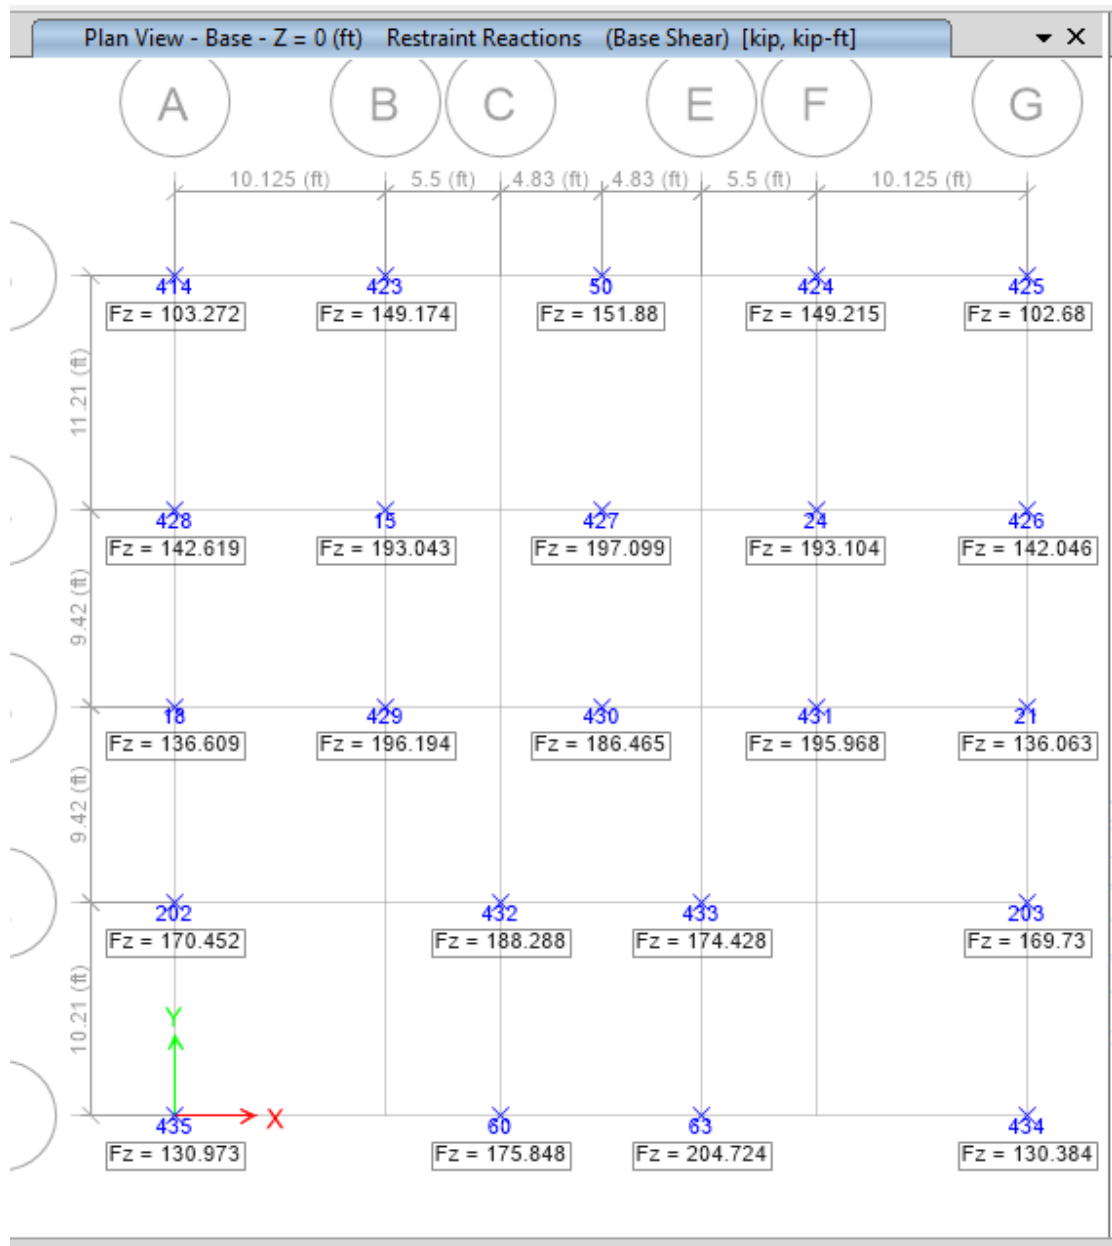 Plan View - Base - Z = 0 (ft)   Restraint Reactions   (Base Shear)  [kip, kip-ft]
A B C E F G
10.125 (ft) 5.5 (ft) 4.83 (ft) 4.83 (ft) 5.5 (ft) 10.125 (ft)
414 423 50 424 425
Fz = 103.272 Fz = 149.174 Fz = 151.88 Fz = 149.215 Fz = 102.68
11.21 (ft)
428 15 427 24 426
Fz = 142.619 Fz = 193.043 Fz = 197.099 Fz = 193.104 Fz = 142.046
9.42 (ft)
18 429 430 431 21
Fz = 136.609 Fz = 196.194 Fz = 186.465 Fz = 195.968 Fz = 136.063
9.42 (ft)
202 432 433 203
Fz = 170.452 Fz = 188.288 Fz = 174.428 Fz = 169.73
10.21 (ft)
Y
X
435 60 63 434
Fz = 130.973 Fz = 175.848 Fz = 204.724 Fz = 130.384